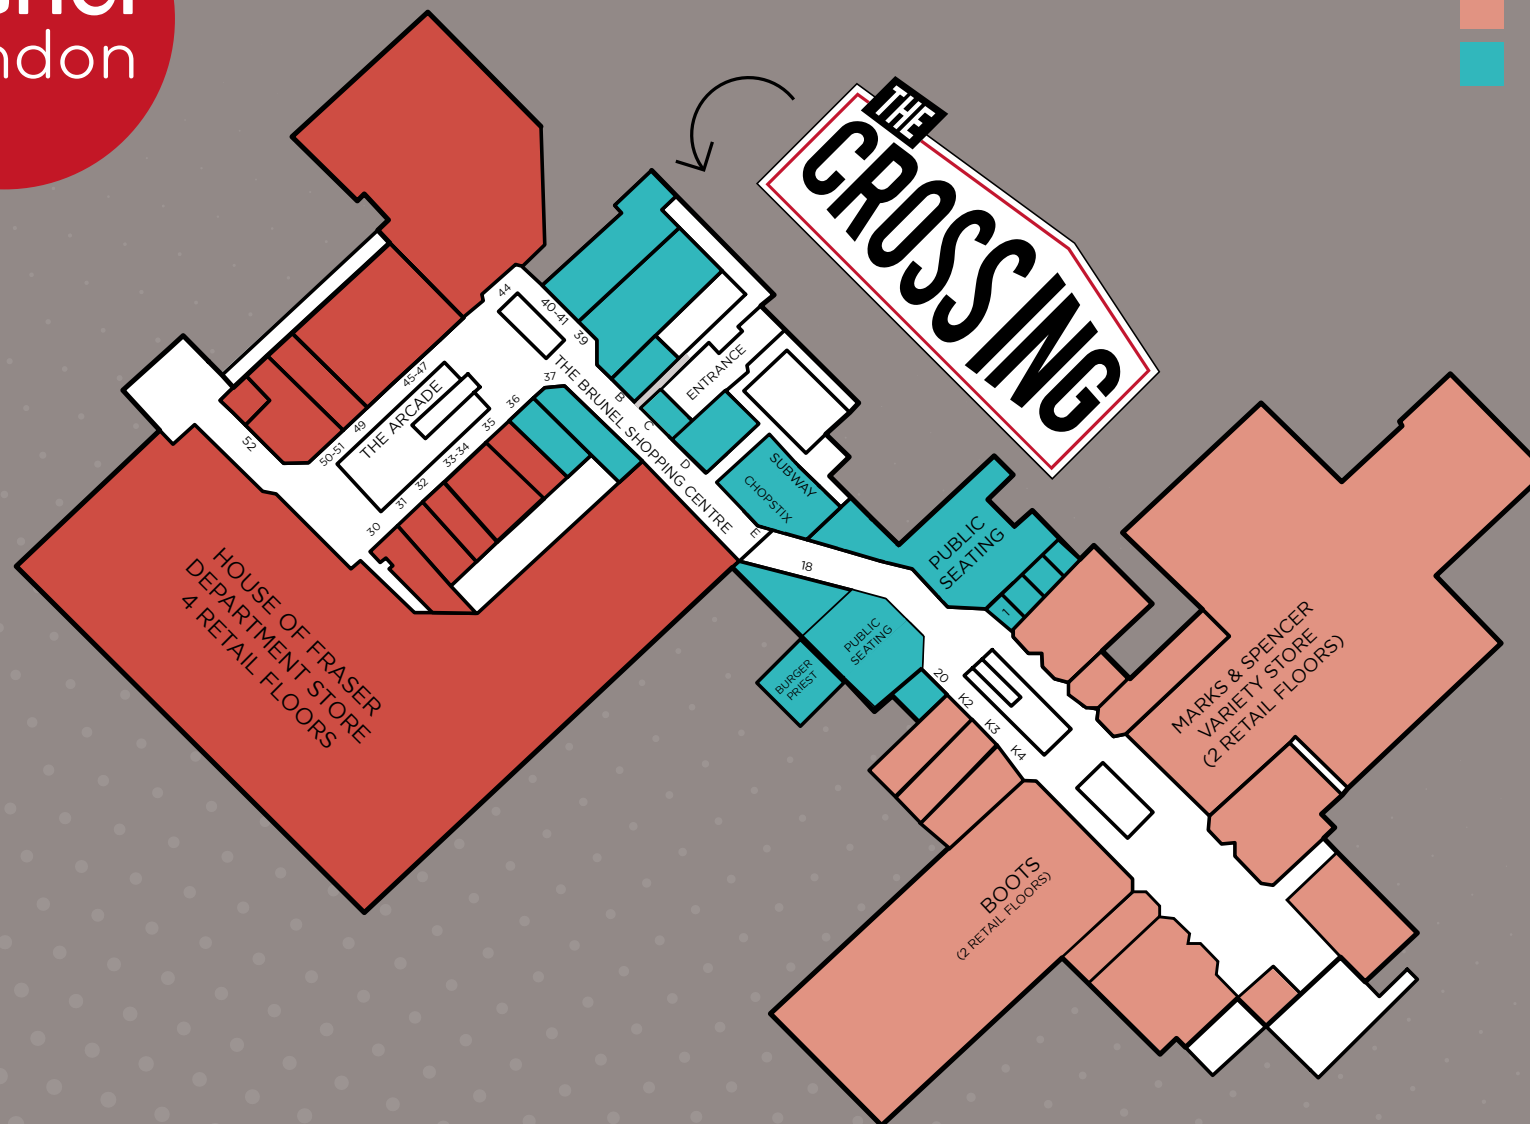 ndon
THE
CROSSING
44
40-41
39
THE BRUNEL SHOPPING CENTRE
ENTRANCE
B
C
D
E
37
36
35
33-34
32
31
30
45-47
THE ARCADE
49
50-51
52
SUBWAY
CHOPSTIX
18
PUBLIC
SEATING
1
PUBLIC
SEATING
BURGER
PRIEST
20
K2
K3
K4
HOUSE OF FRASER
DEPARTMENT STORE
4 RETAIL FLOORS
MARKS & SPENCER
VARIETY STORE
(2 RETAIL FLOORS)
BOOTS
(2 RETAIL FLOORS)